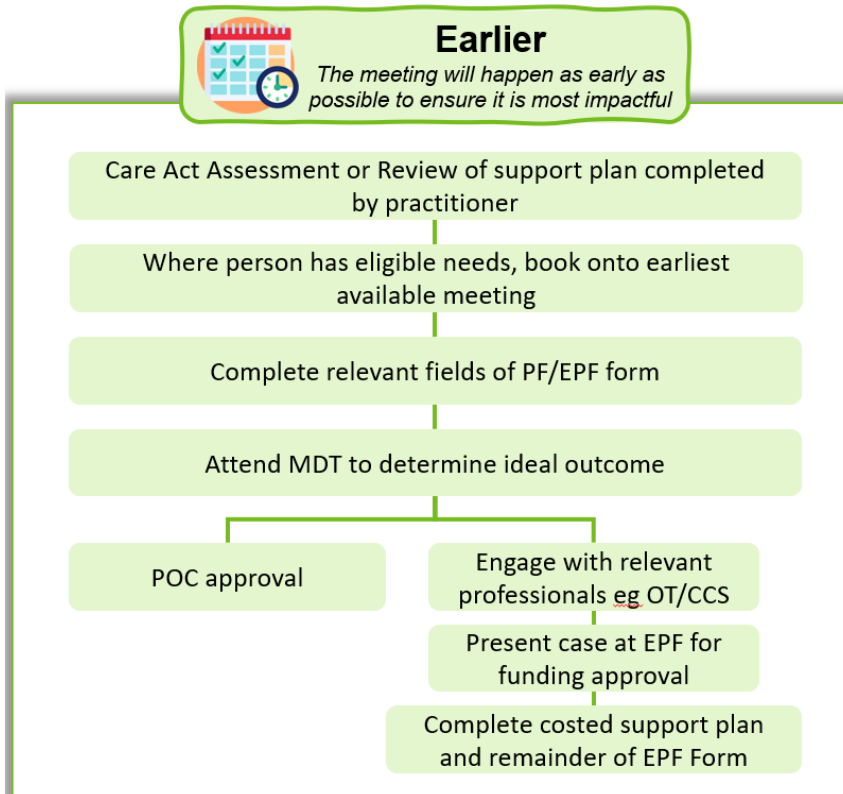 Earlier
The meeting will happen as early as
possible to ensure it is most impactful
Care Act Assessment or Review of support plan completed
by practitioner
Where person has eligible needs, book onto earliest
available meeting
Complete relevant fields of PF/EPF form
Attend MDT to determine ideal outcome
POC approval
Engage with relevant
professionals eg OT/CCS
Present case at EPF for
funding approval
Complete costed support plan
and remainder of EPF Form